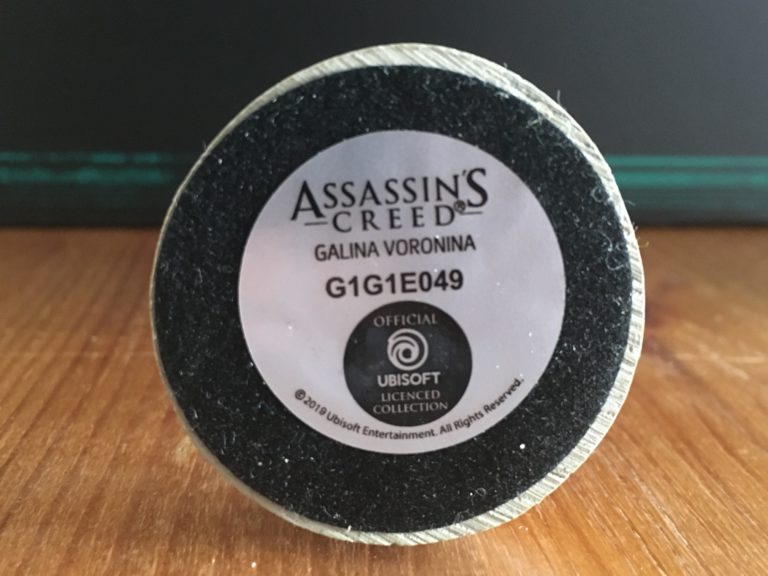 ASSASSIN'S
CREED®
GALINA VORONINA
G1G1E049
OFFICIAL
UBISOFT
LICENCED
COLLECTION
©2019 Ubisoft Entertainment. All Rights Reserved.